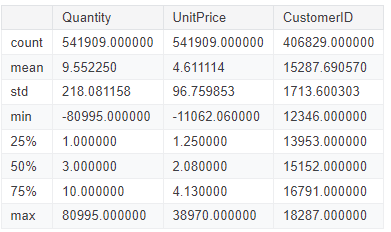 Quantity UnitPrice CustomerID
count 541909.000000 541909.000000 406829.000000
mean 9.552250 4.611114 15287.690570
std 218.081158 96.759853 1713.600303
min -80995.000000 -11062.060000 12346.000000
25% 1.000000 1.250000 13953.000000
50% 3.000000 2.080000 15152.000000
75% 10.000000 4.130000 16791.000000
max 80995.000000 38970.000000 18287.000000